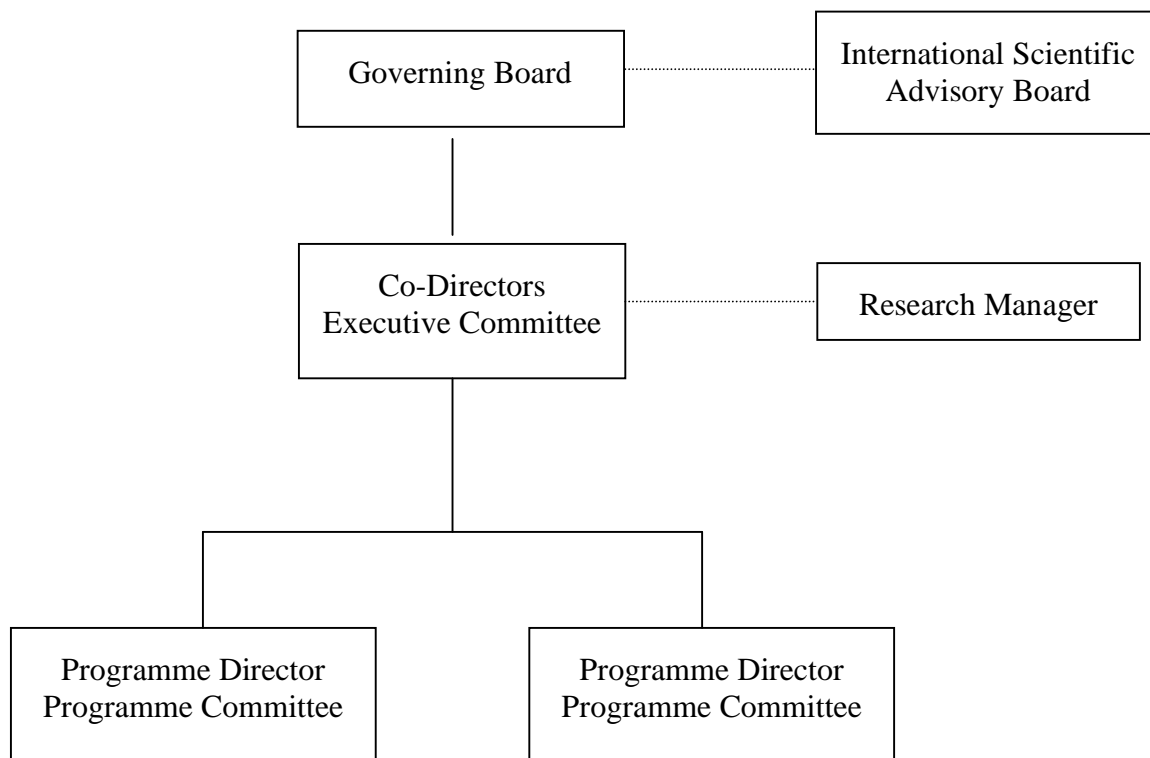 Governing Board
International Scientific
Advisory Board
Co-Directors
Executive Committee
Research Manager
Programme Director
Programme Committee
Programme Director
Programme Committee